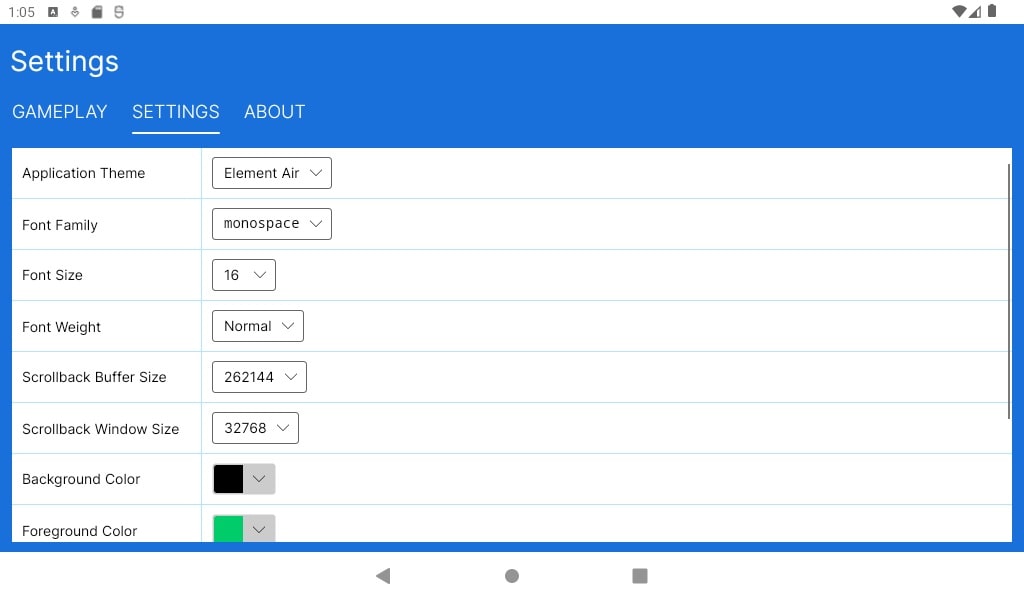 1:05
Settings
GAMEPLAY SETTINGS ABOUT
Application Theme Element Air
Font Family monospace
Font Size 16
Font Weight Normal
Scrollback Buffer Size 262144
Scrollback Window Size 32768
Background Color
Foreground Color